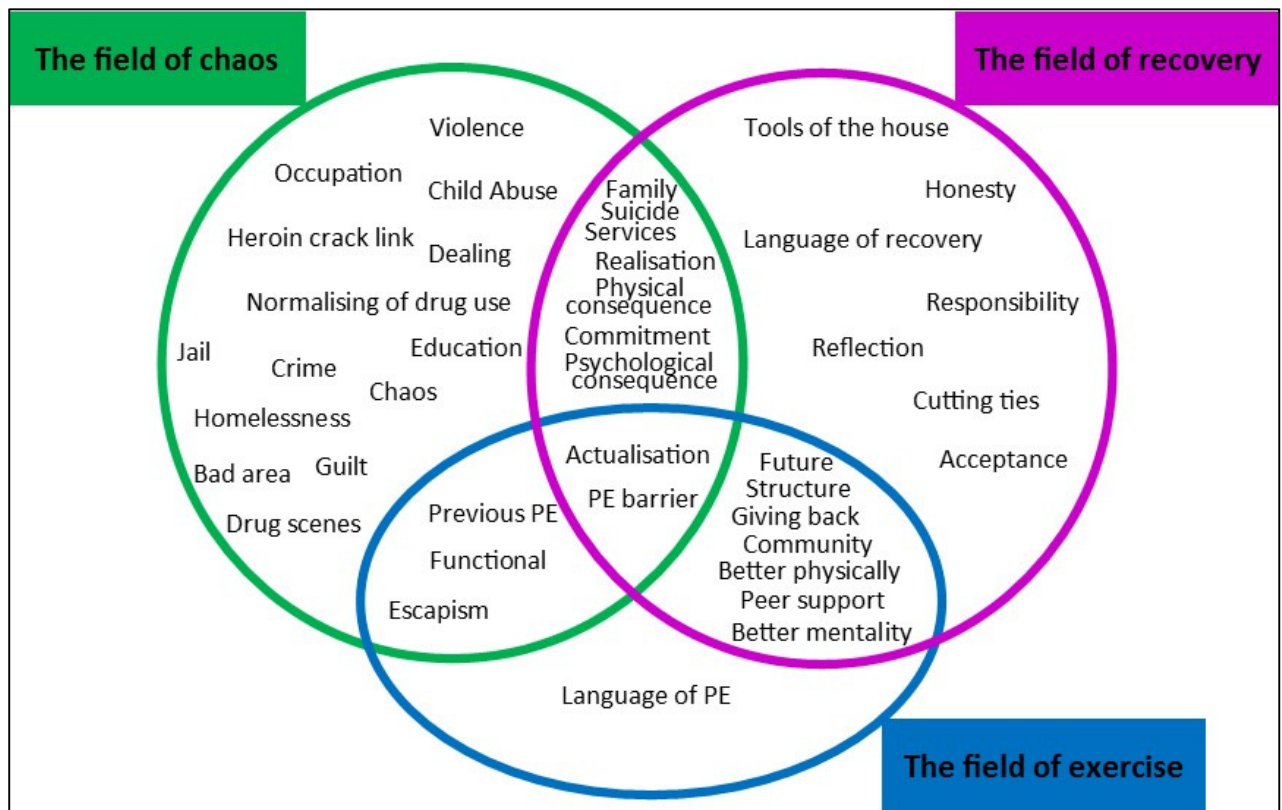 The field of chaos
The field of recovery
Violence
Occupation
Child Abuse
Heroin crack link
Dealing
Normalising of drug use
Jail
Education
Crime
Chaos
Homelessness
Bad area
Guilt
Drug scenes
Family
Suicide
Services
Realisation
Physical
consequence
Commitment
Psychological
consequence
Tools of the house
Honesty
Language of recovery
Responsibility
Reflection
Cutting ties
Acceptance
Actualisation
PE barrier
Previous PE
Functional
Escapism
Future
Structure
Giving back
Community
Better physically
Peer support
Better mentality
Language of PE
The field of exercise